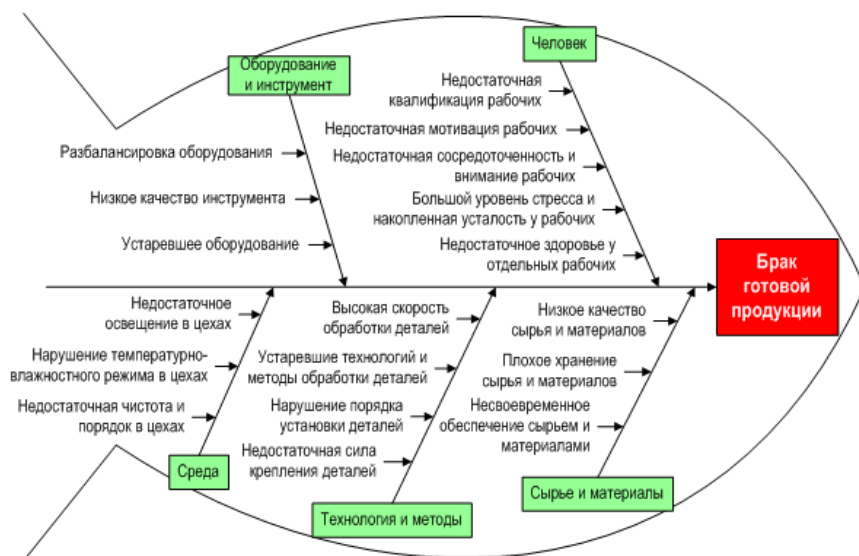 Оборудование
и инструмент
Разбалансировка оборудования
Низкое качество инструмента
Устаревшее оборудование
Человек
Недостаточная
квалификация рабочих
Недостаточная мотивация рабочих
Недостаточная сосредоточенность и
внимание рабочих
Большой уровень стресса и
накопленная усталость у рабочих
Недостаточное здоровье у
отдельных рабочих
Брак
готовой
продукции
Недостаточное
освещение в цехах
Нарушение температурно-
влажностного режима в цехах
Недостаточная чистота и
порядок в цехах
Среда
Высокая скорость
обработки деталей
Устаревшие технологий и
методы обработки деталей
Нарушение порядка
установки деталей
Недостаточная сила
крепления деталей
Технология и методы
Низкое качество
сырья и материалов
Плохое хранение
сырья и материалов
Несвоевременное
обеспечение сырьем и
материалами
Сырье и материалы